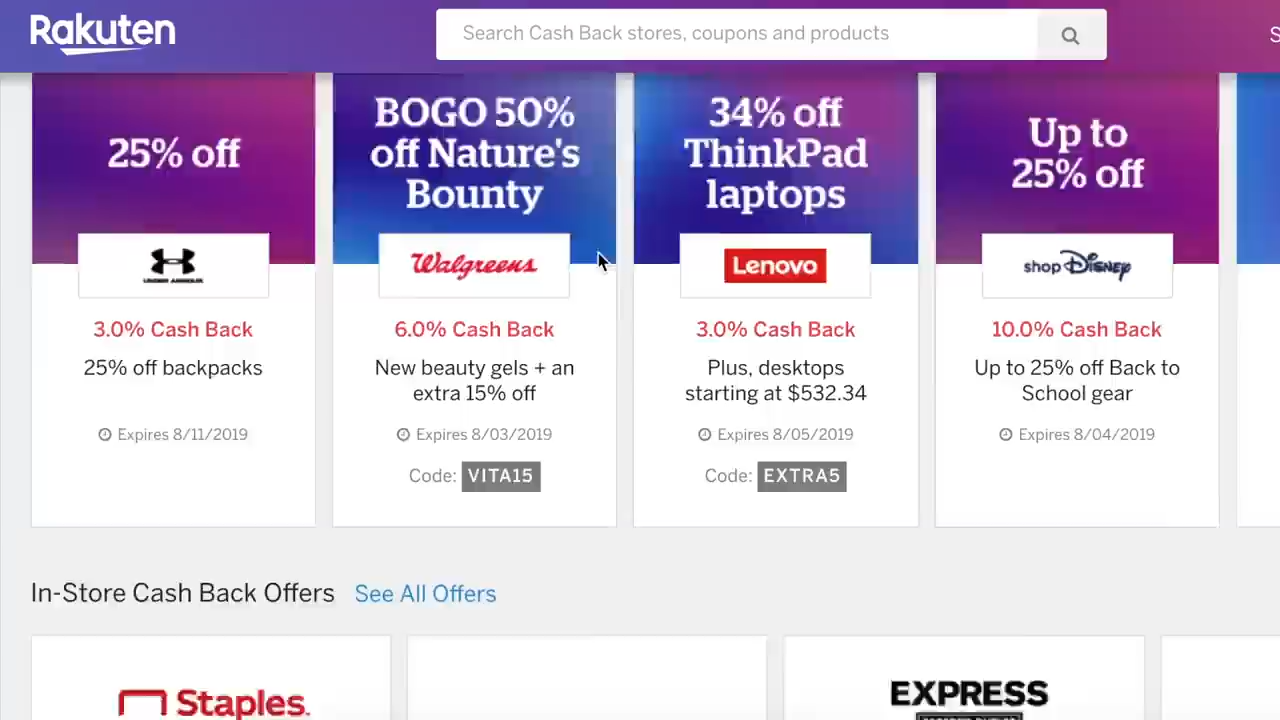 Rakuten
Search Cash Back stores, coupons and products
S
25% off
UNDER ARMOUR
3.0% Cash Back
25% off backpacks
Expires 8/11/2019
BOGO 50%
off Nature's
Bounty
Walgreens
6.0% Cash Back
New beauty gels + an
extra 15% off
Expires 8/03/2019
Code: VITA15
34% off
ThinkPad
laptops
Lenovo
3.0% Cash Back
Plus, desktops
starting at $532.34
Expires 8/05/2019
Code: EXTRA5
Up to
25% off
shop Disney
10.0% Cash Back
Up to 25% off Back to
School gear
Expires 8/04/2019
In-Store Cash Back Offers See All Offers
Staples.
EXPRESS